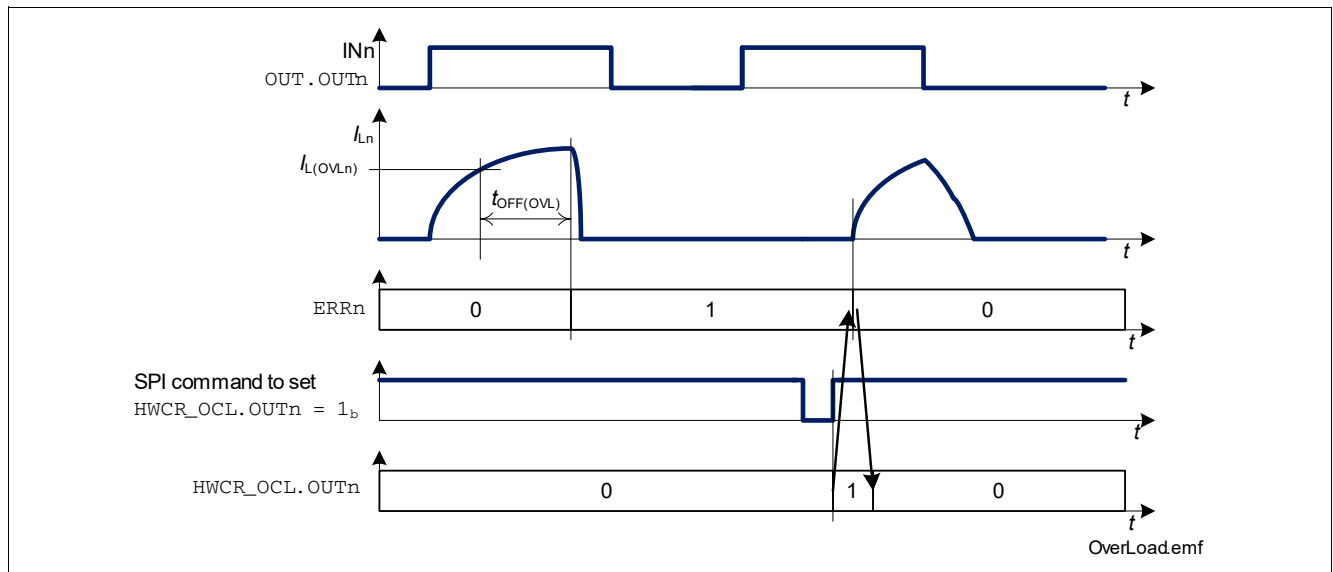 INn
OUT.OUTn
t
ILn
IL(OVLn)
tOFF(OVL)
t
ERRn
0
1
0
t
SPI command to set
HWCR_OCL.OUTn = 1b
t
HWCR_OCL.OUTn
0
1
0
t
OverLoad.emf